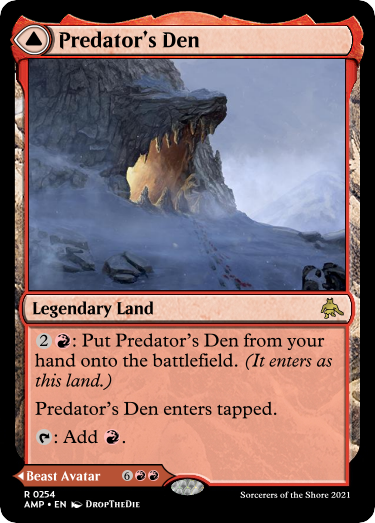 Predator's Den
Legendary Land
2 R: Put Predator's Den from your
hand onto the battlefield. (It enters as
this land.)
Predator's Den enters tapped.
: Add R.
Beast Avatar 6 R R
R 0254
AMP • EN DROPTHEDIE
Sorcerers of the Shore 2021